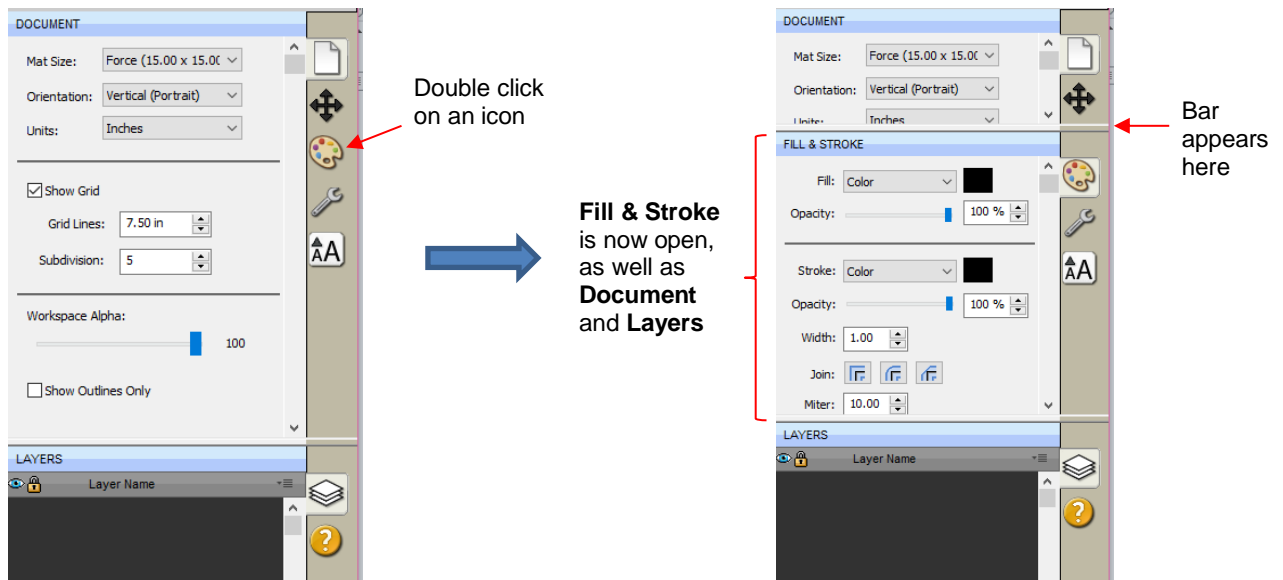 DOCUMENT
Mat Size: Force (15.00 x 15.0(
Orientation: Vertical (Portrait)
Units: Inches
Show Grid
Grid Lines: 7.50 in
Subdivision: 5
Workspace Alpha:
100
Show Outlines Only
LAYERS
Layer Name
AA
Double click
on an icon
Fill & Stroke
is now open,
as well as
Document
and Layers
DOCUMENT
Mat Size: Force (15.00 x 15.0(
Orientation: Vertical (Portrait)
Units: Inches
FILL & STROKE
Fill: Color
Opacity: 100 %
Stroke: Color
Opacity: 100 %
Width: 1.00
Join:
Miter: 10.00
LAYERS
Layer Name
AA
Bar
appears
here